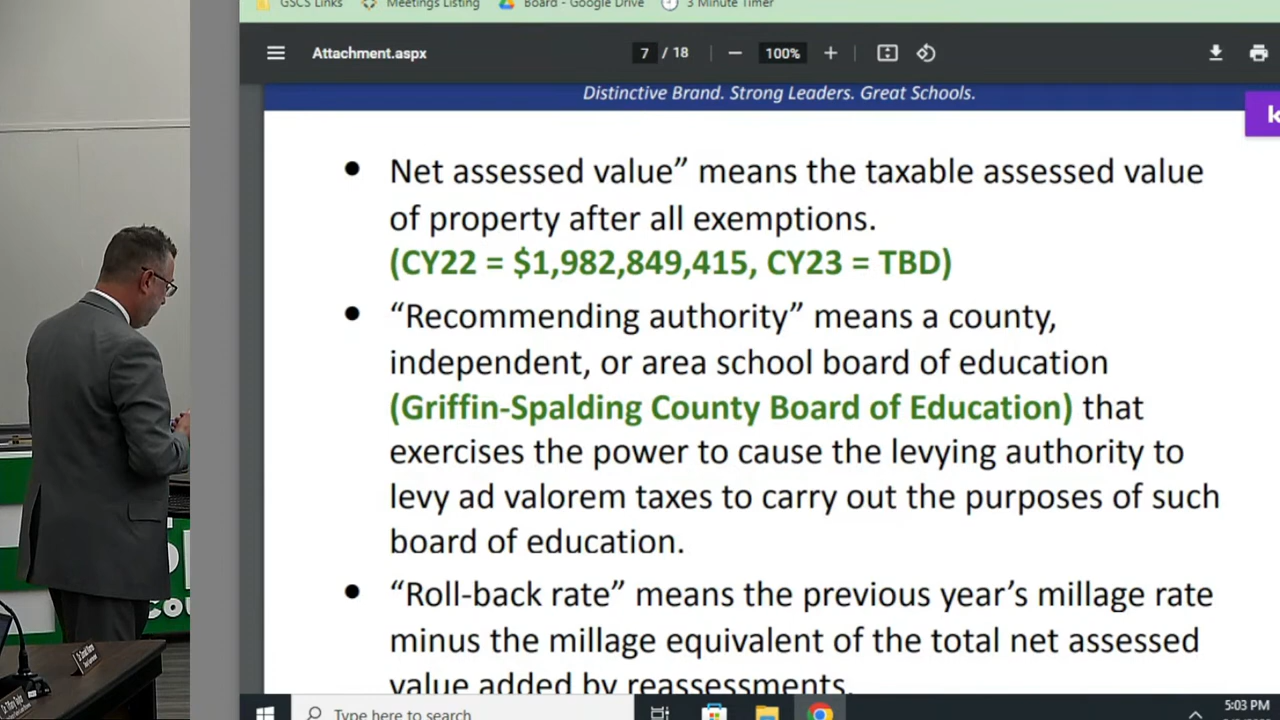 GSCS Links Meetings Listing Board - Google Drive 3 Minute Timer
Attachment.aspx 7 / 18 100%
Distinctive Brand. Strong Leaders. Great Schools.
k
• Net assessed value” means the taxable assessed value
of property after all exemptions.
(CY22 = $1,982,849,415, CY23 = TBD)
• “Recommending authority” means a county,
independent, or area school board of education
(Griffin-Spalding County Board of Education) that
exercises the power to cause the levying authority to
levy ad valorem taxes to carry out the purposes of such
board of education.
• “Roll-back rate” means the previous year’s millage rate
minus the millage equivalent of the total net assessed
value added by reassessments.
Type here to search 5:03 PM